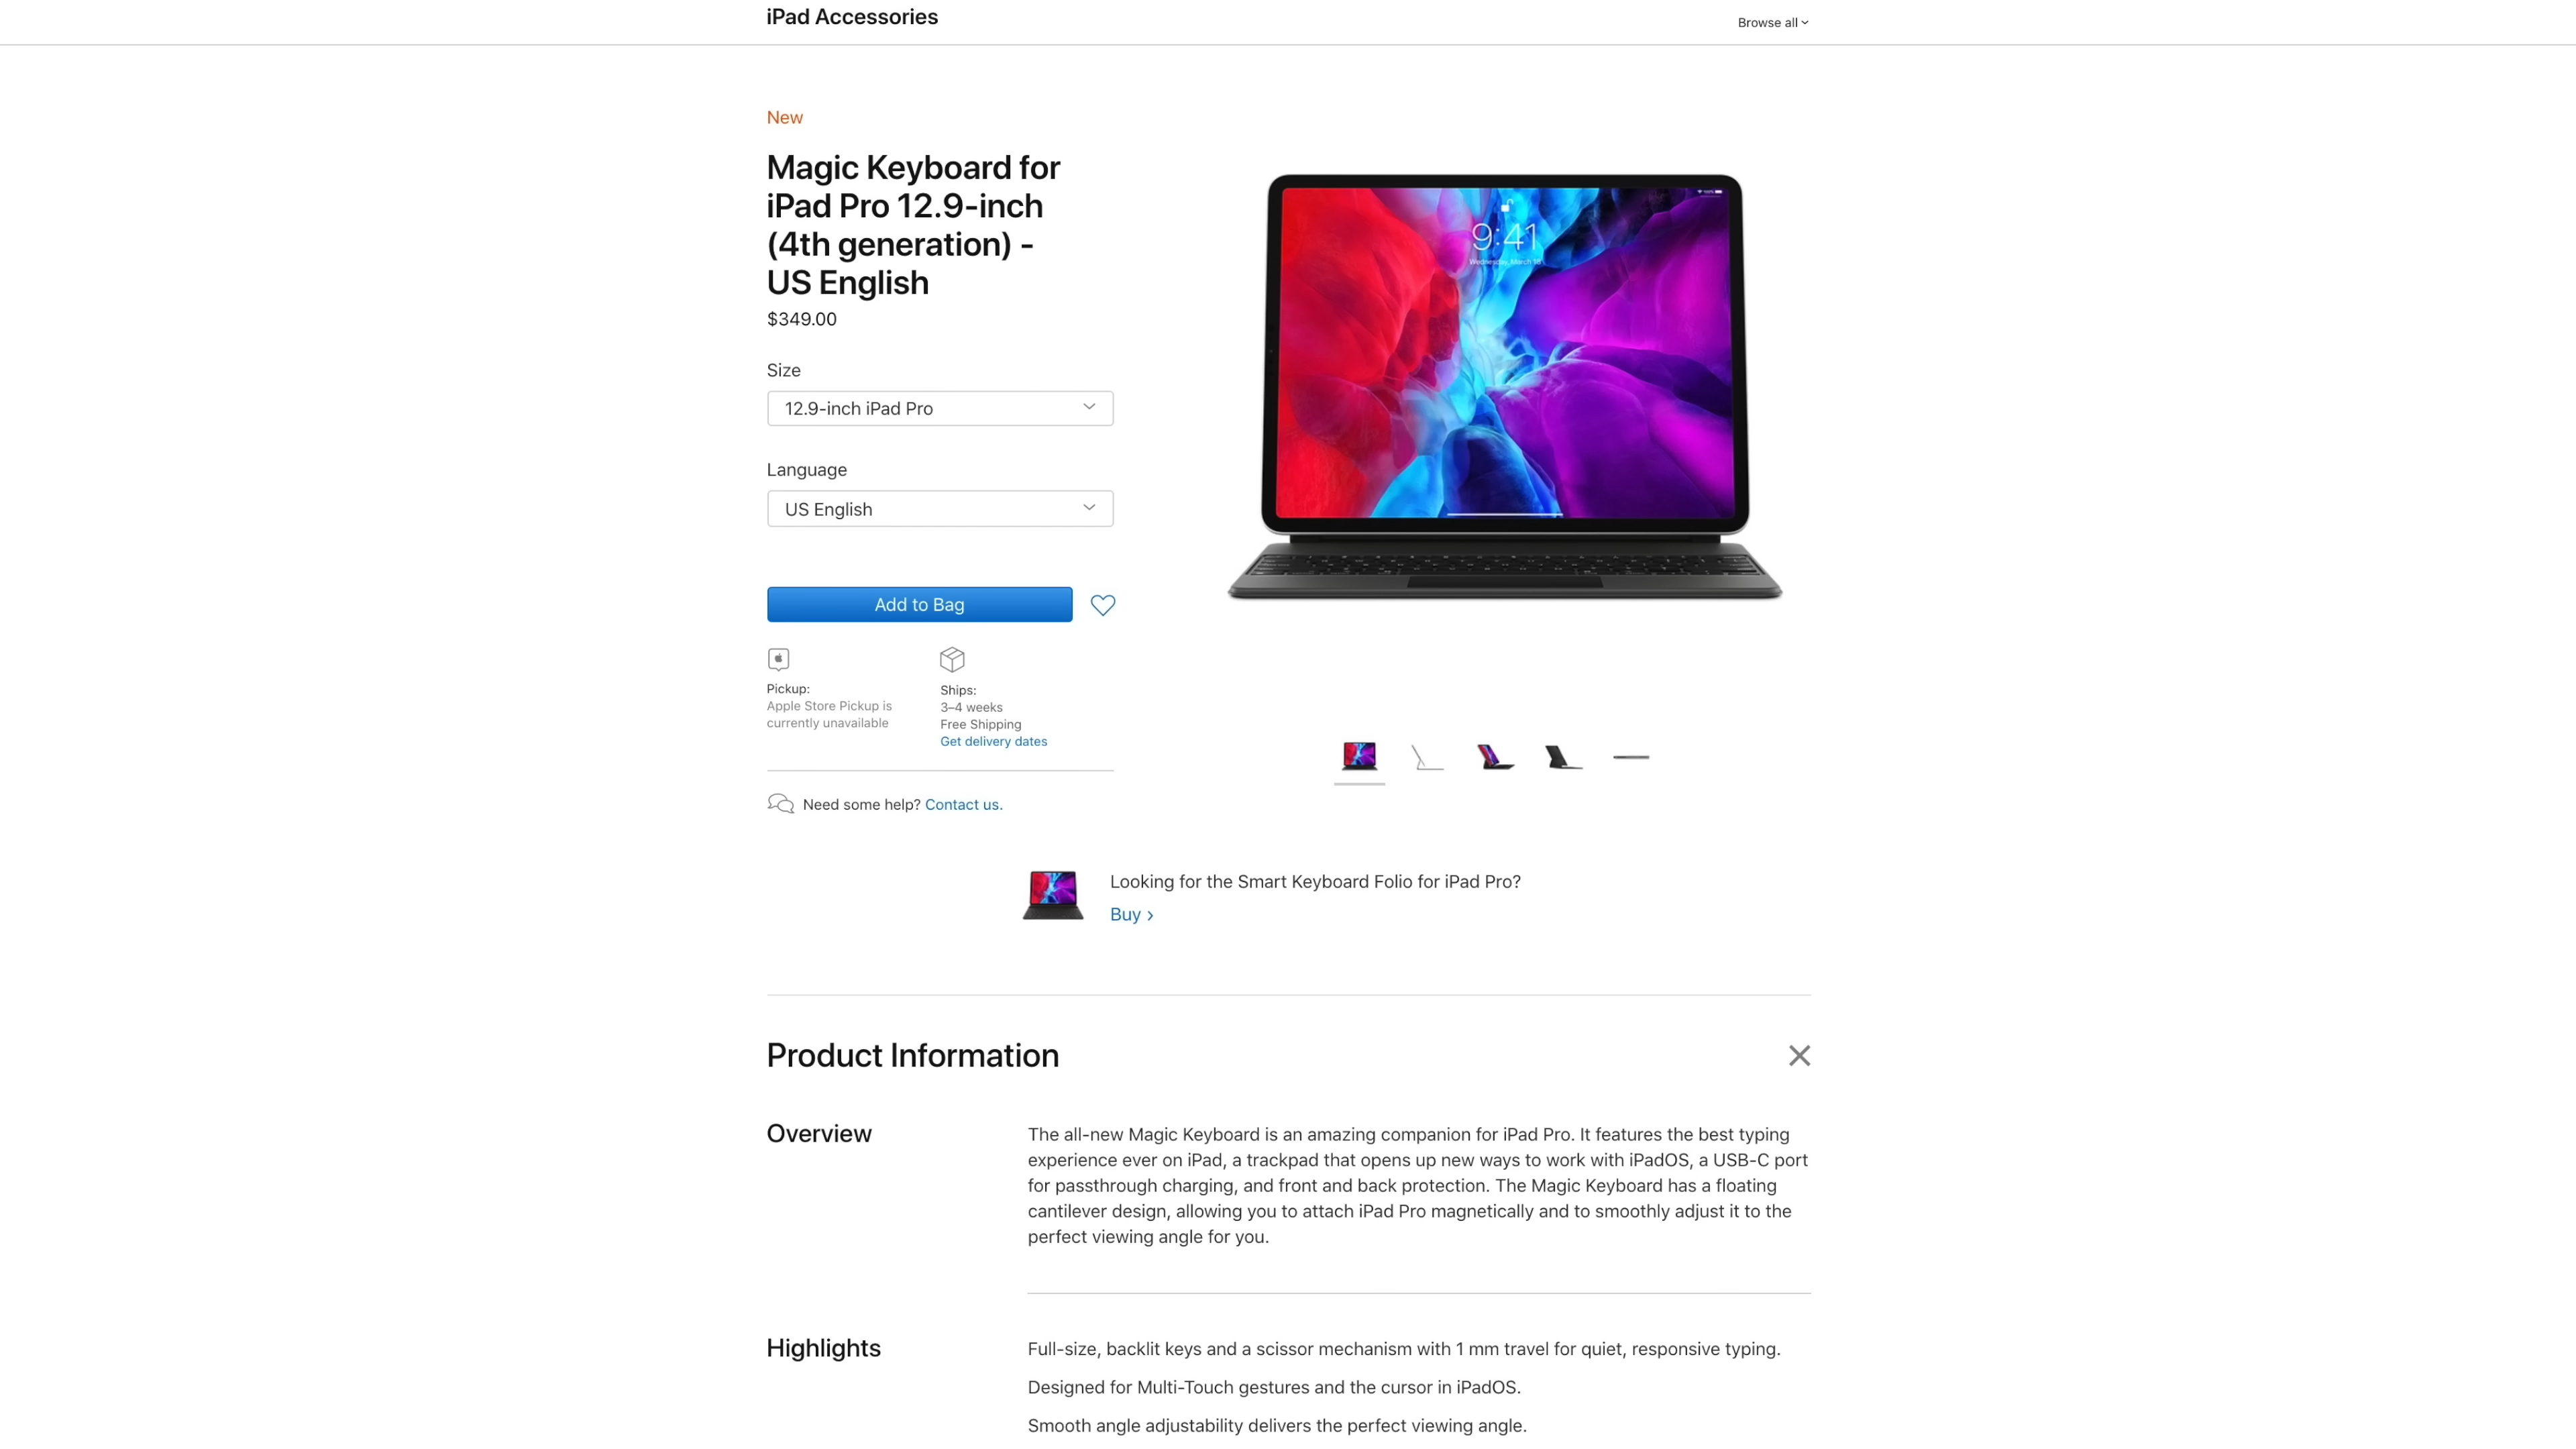 iPad Accessories
Browse all
New
Magic Keyboard for
iPad Pro 12.9-inch
(4th generation) -
US English
$349.00
Size
12.9-inch iPad Pro
Language
US English
Add to Bag
Pickup:
Apple Store Pickup is
currently unavailable
Ships:
3–4 weeks
Free Shipping
Get delivery dates
Need some help? Contact us.
9:41
Wednesday, March 18
Looking for the Smart Keyboard Folio for iPad Pro?
Buy ›
Product Information
Overview
The all-new Magic Keyboard is an amazing companion for iPad Pro. It features the best typing
experience ever on iPad, a trackpad that opens up new ways to work with iPadOS, a USB-C port
for passthrough charging, and front and back protection. The Magic Keyboard has a floating
cantilever design, allowing you to attach iPad Pro magnetically and to smoothly adjust it to the
perfect viewing angle for you.
Highlights
Full-size, backlit keys and a scissor mechanism with 1 mm travel for quiet, responsive typing.
Designed for Multi-Touch gestures and the cursor in iPadOS.
Smooth angle adjustability delivers the perfect viewing angle.